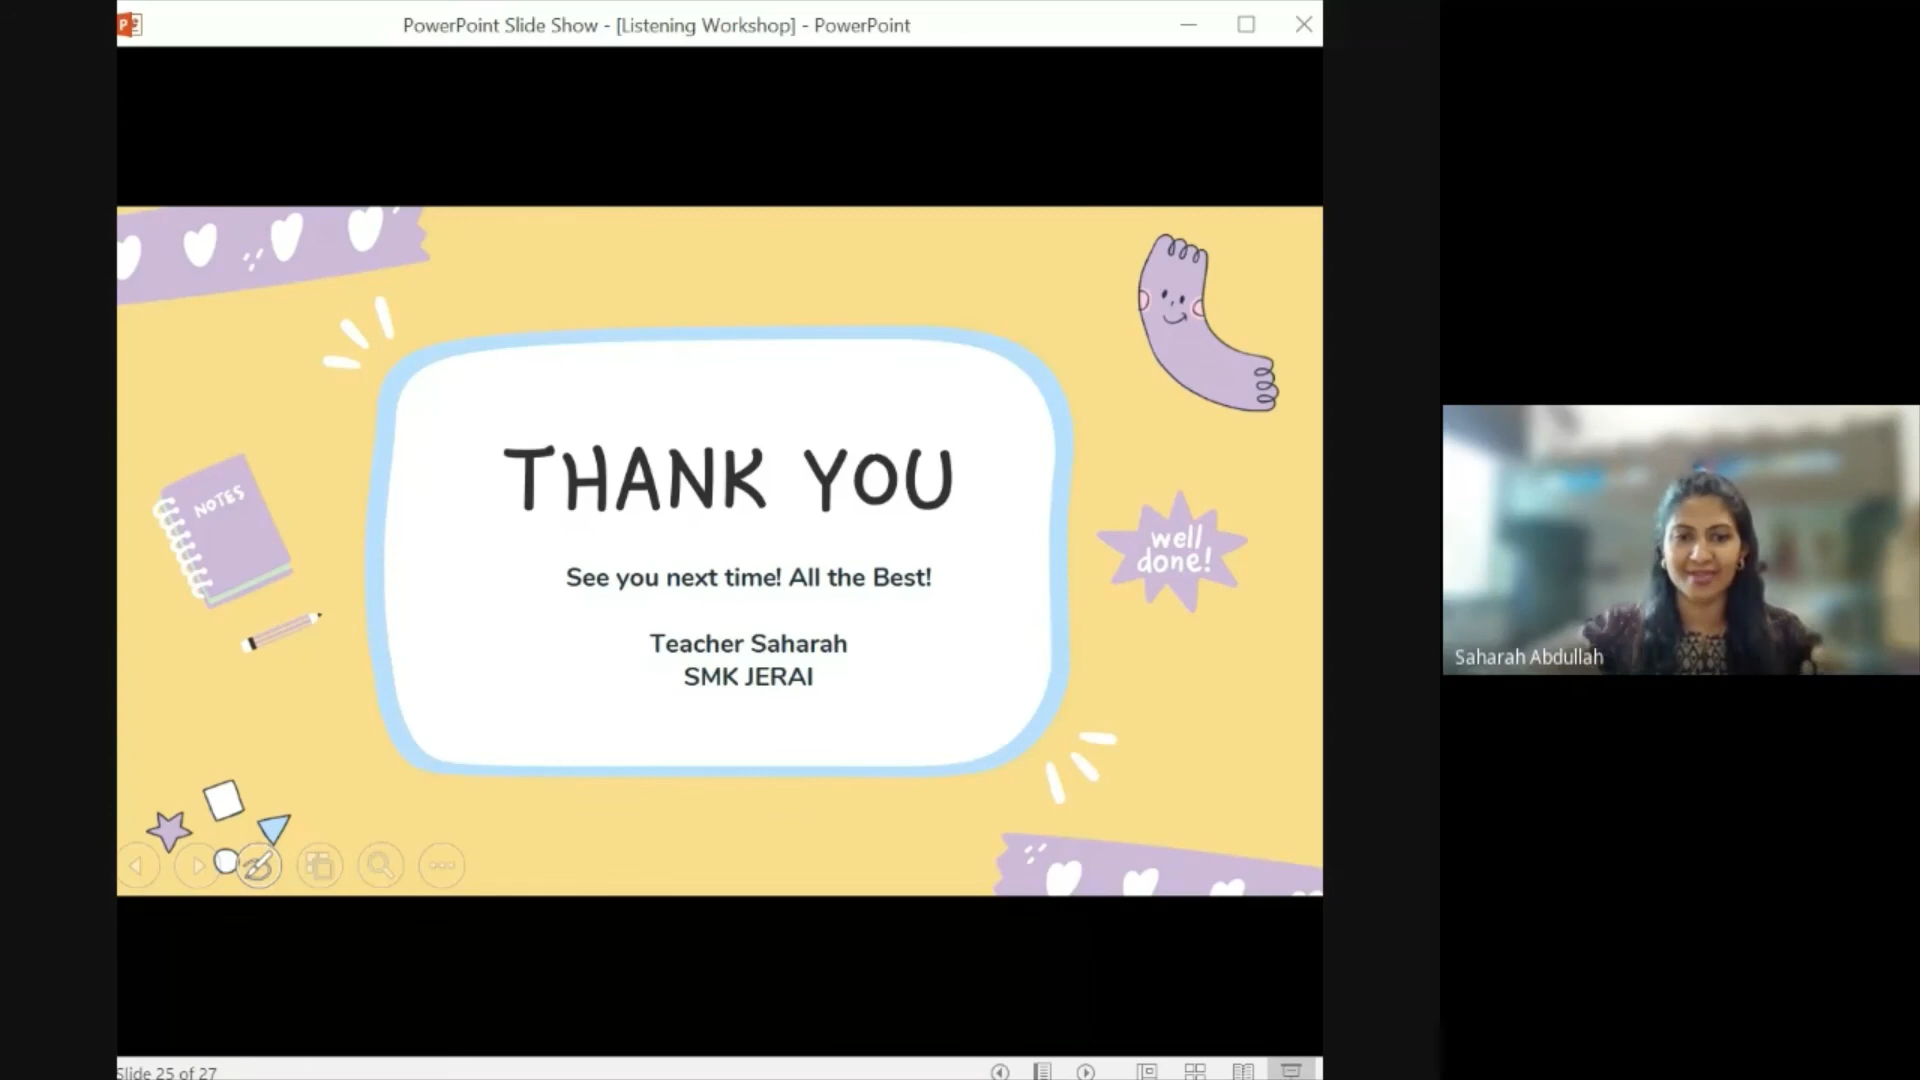 PowerPoint Slide Show - [Listening Workshop] - PowerPoint
NOTES
THANK YOU
See you next time! All the Best!
Teacher Saharah
SMK JERAI
well
done!
Saharah Abdullah
Slide 25 of 27